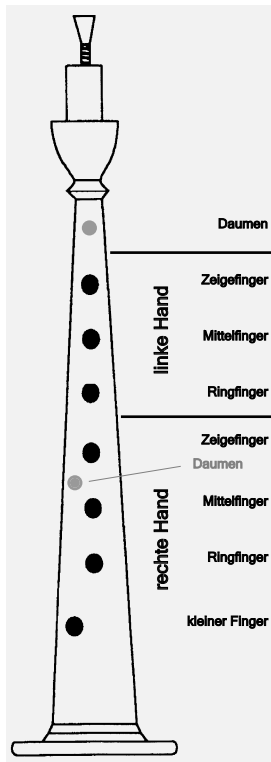 Daumen
Zeigefinger
linke Hand
Mittelfinger
Ringfinger
Zeigefinger
Daumen
rechte Hand
Mittelfinger
Ringfinger
kleiner Finger